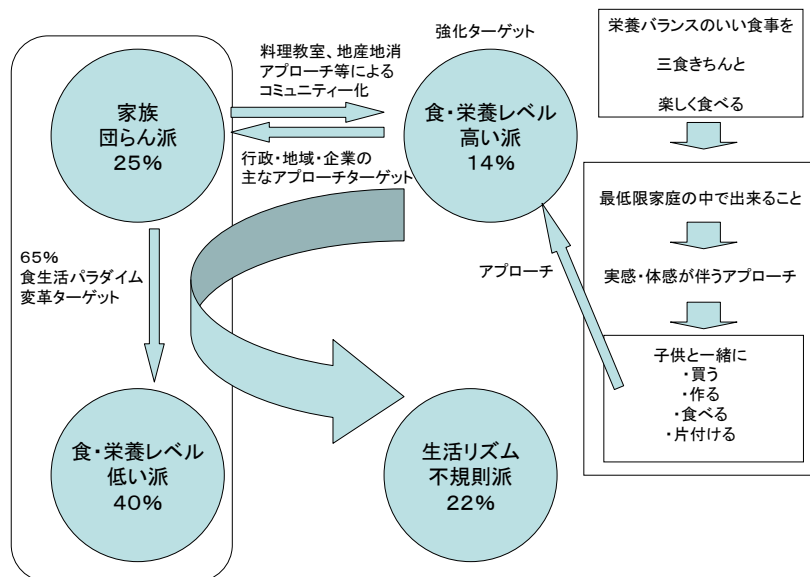 強化ターゲット
料理教室、地産地消
アプローチ等による
コミュニティー化
家族
団らん派
25%
食・栄養レベル
高い派
14%
行政・地域・企業の
主なアプローチターゲット
65%
食生活パラダイム
変革ターゲット
アプローチ
食・栄養レベル
低い派
40%
生活リズム
不規則派
22%
栄養バランスのいい食事を
三食きちんと
楽しく食べる
最低限家庭の中で出来ること
実感・体感が伴うアプローチ
子供と一緒に
・買う
・作る
・食べる
・片付ける